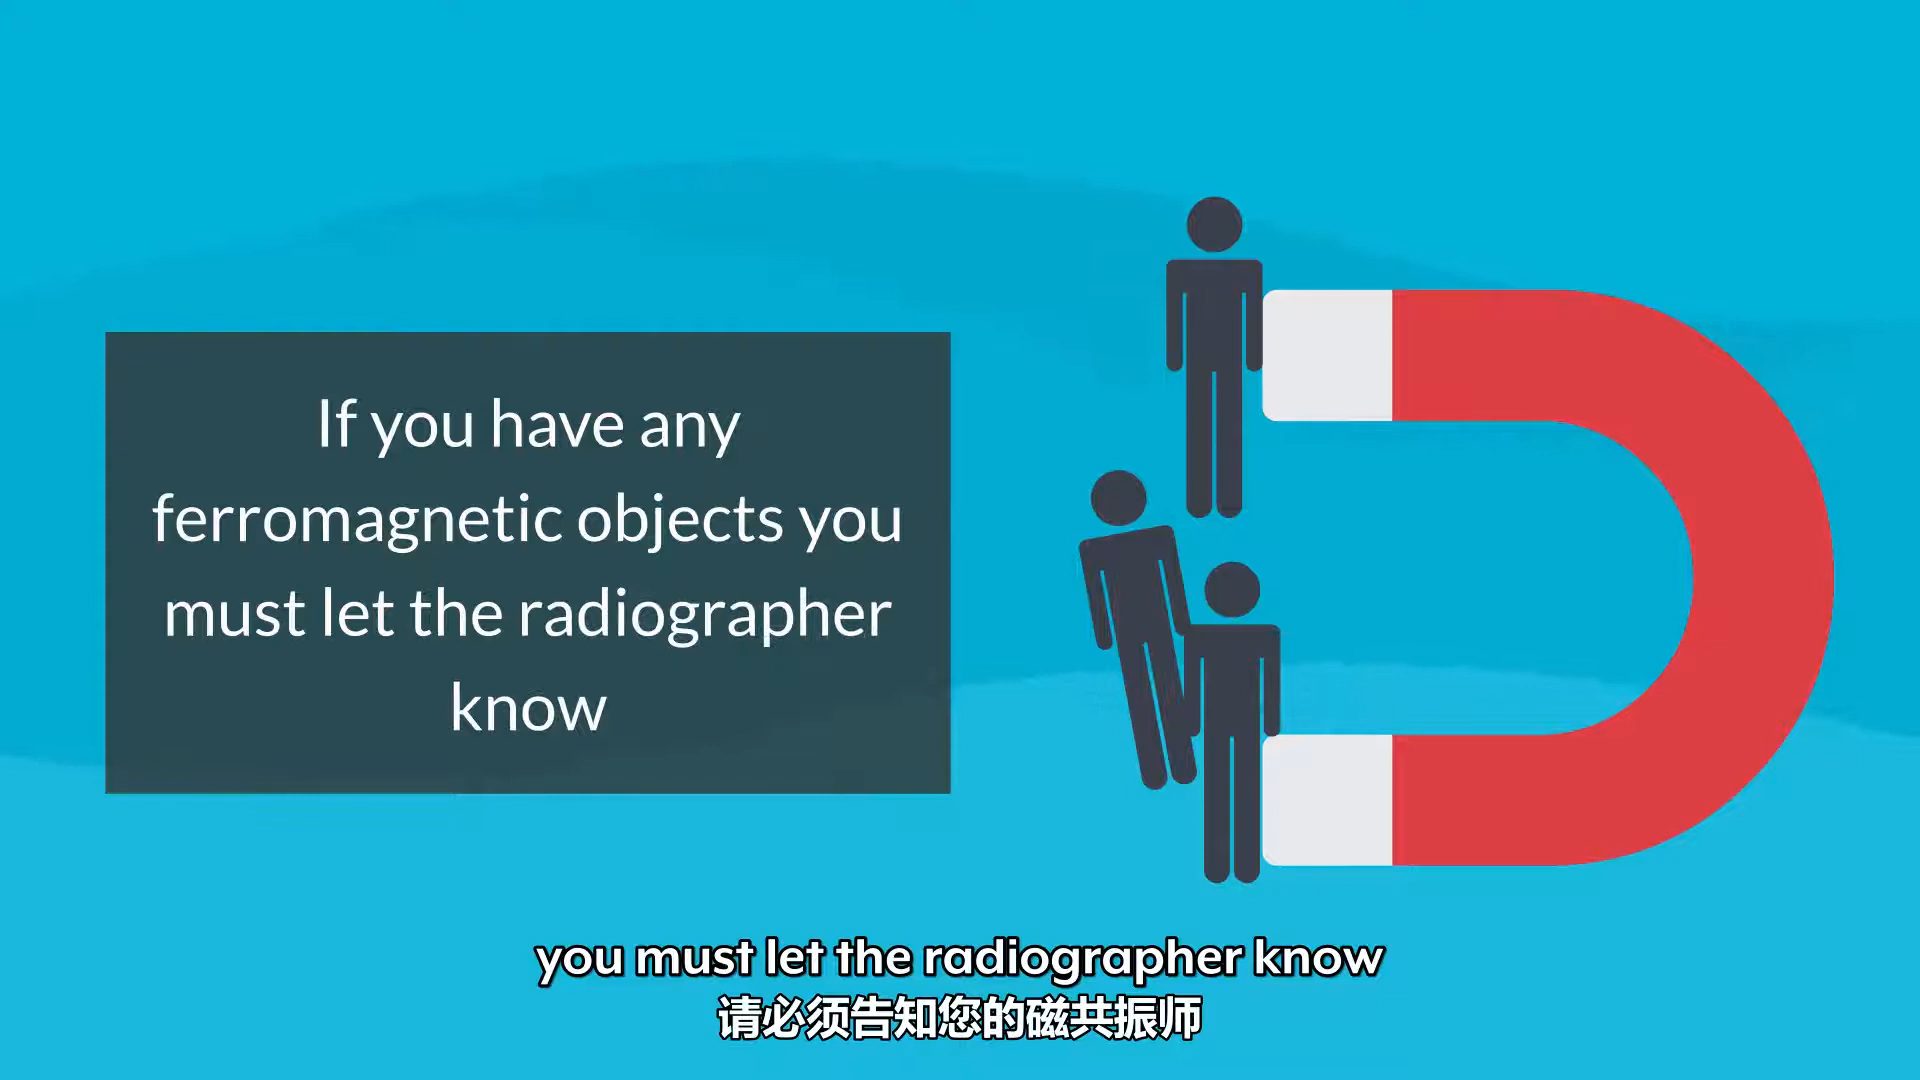 If you have any
ferromagnetic objects you
must let the radiographer
know
you must let the radiographer know
请必须告知您的磁共振师